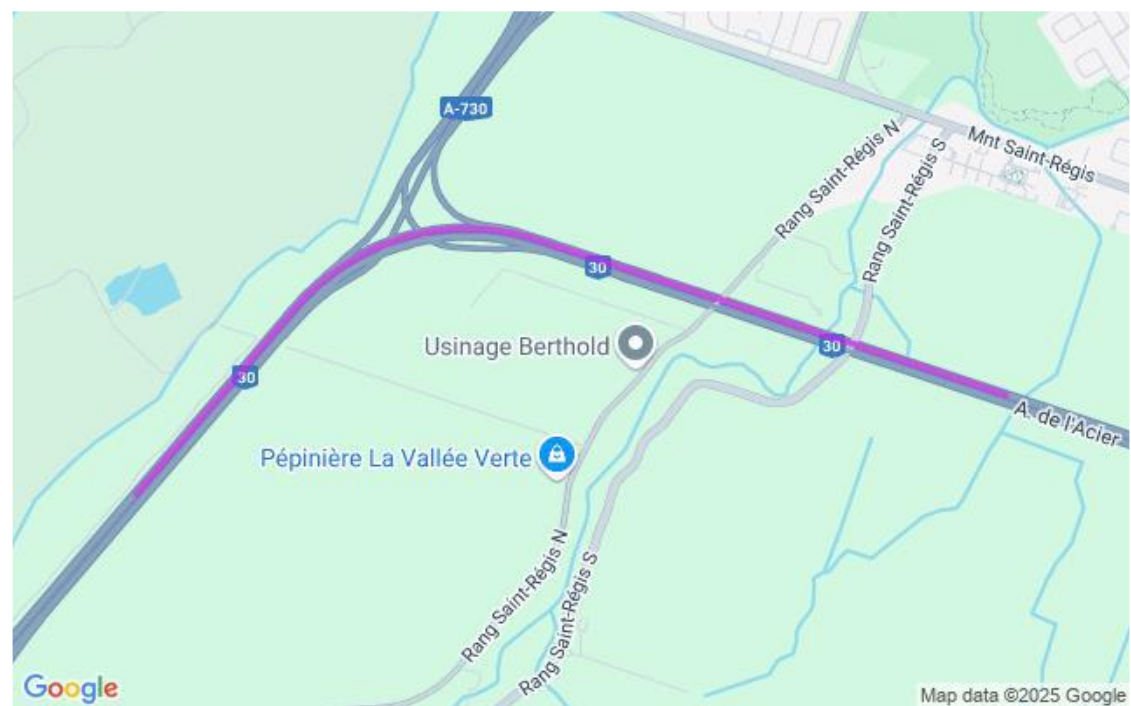 A-730
Mnt Saint-Régis
Rang Saint-Régis N
Rang Saint-Régis S
30
Usinage Berthold
30
30
A. de l'Acier
Pépinière La Vallée Verte
Rang Saint-Régis N
Rang Saint-Régis S
Google
Map data ©2025 Google